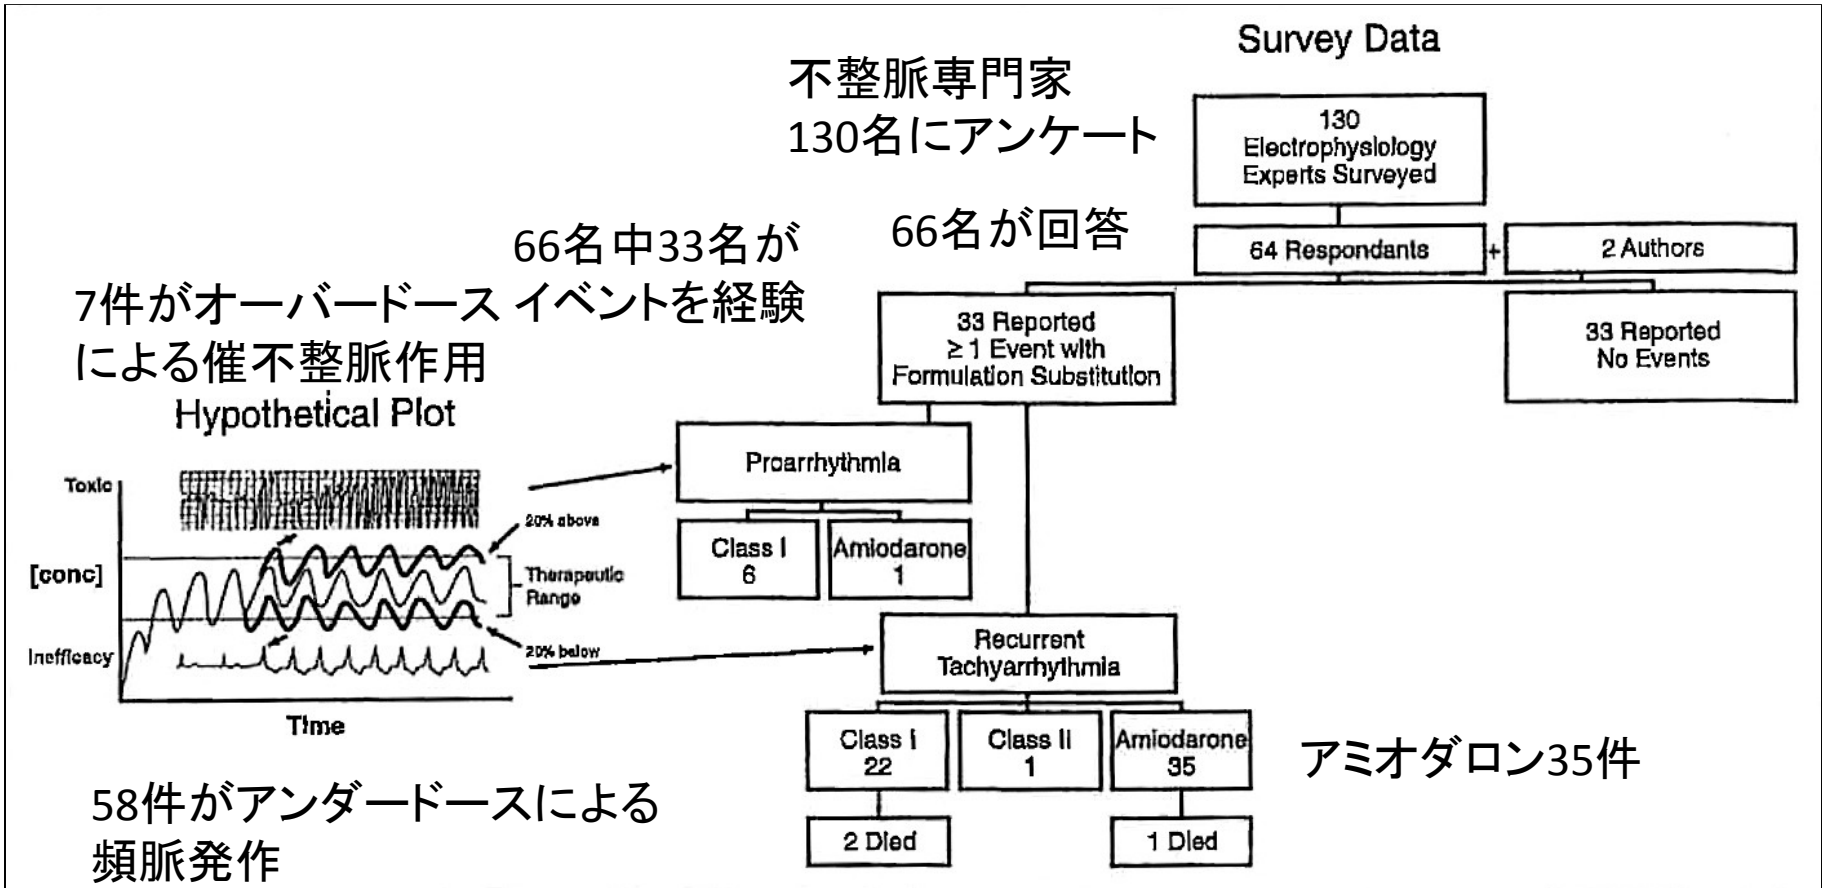 Survey Data
不整脈専門家
130名にアンケート
130
Electrophysiology
Experts Surveyed
66名が回答
64 Respondants
+
2 Authors
66名中33名が
イベントを経験
7件がオーバードース
による催不整脈作用
33 Reported
≥ 1 Event with
Formulation Substitution
33 Reported
No Events
Hypothetical Plot
Toxic
[conc]
Inefficacy
20% above
Therapeutic
Range
20% below
Time
Proarrhythmia
Class I
6
Amiodarone
1
Recurrent
Tachyarrhythmia
Class I
22
Class II
1
Amiodarone
35
アミオダロン35件
2 Died
1 Died
58件がアンダードースによる
頻脈発作